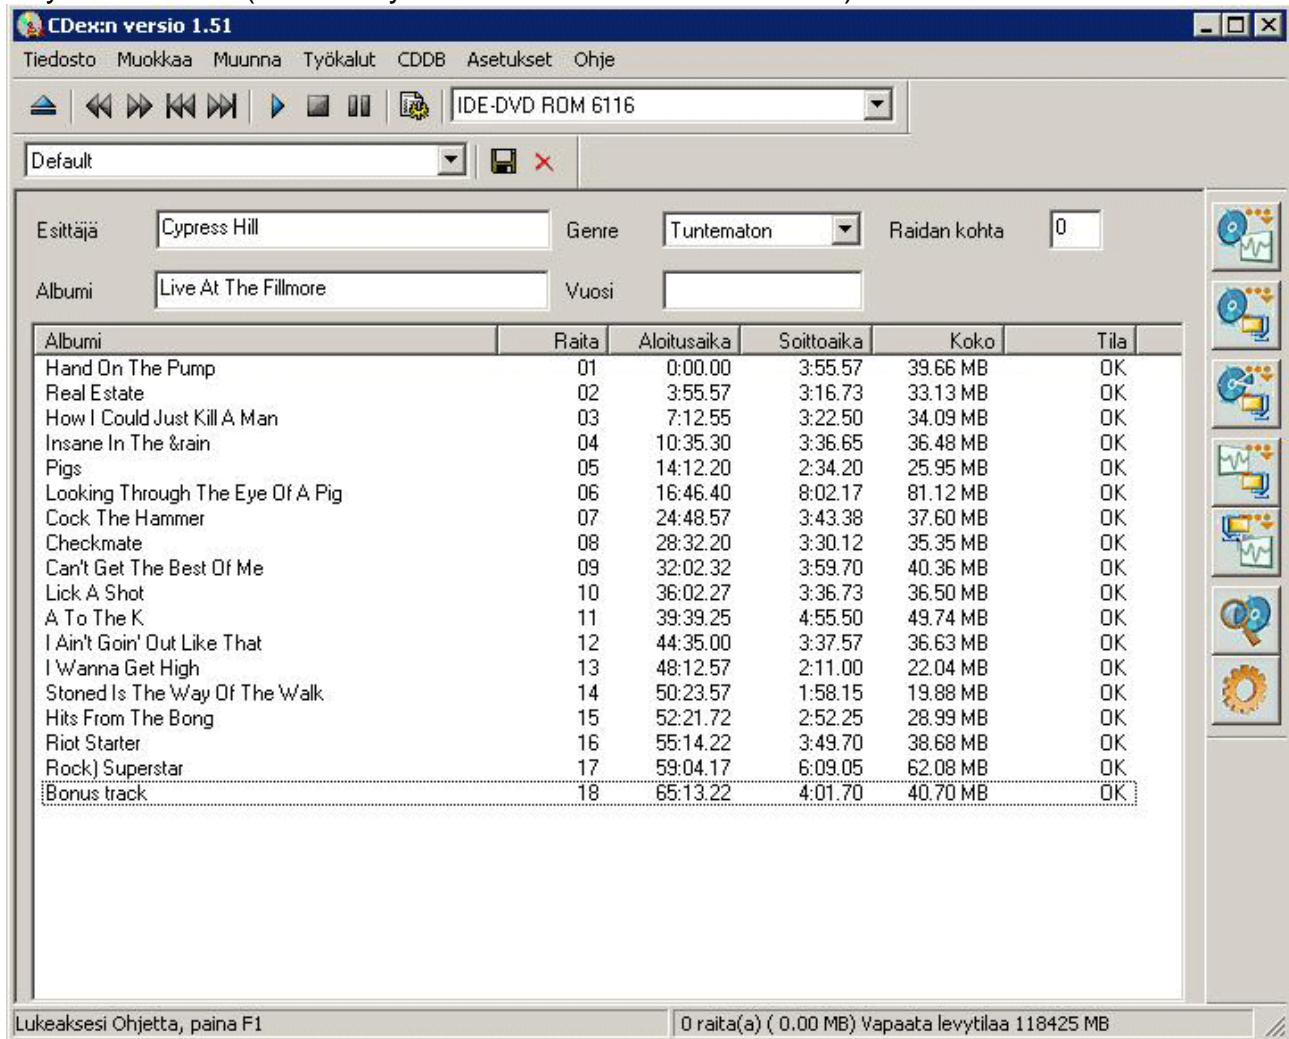 CDex:n versio 1.51
Tiedosto Muokkaa Muunna Työkalut CDDB Asetukset Ohje
IDE-DVD ROM 6116
Default
Esittäjä Cypress Hill Genre Tuntematon Raidan kohta 0
Albumi Live At The Fillmore Vuosi
Albumi Raita Aloitusaika Soittoaika Koko Tila
Hand On The Pump 01 0:00.00 3:55.57 39.66 MB OK
Real Estate 02 3:55.57 3:16.73 33.13 MB OK
How I Could Just Kill A Man 03 7:12.55 3:22.50 34.09 MB OK
Insane In The &rain 04 10:35.30 3:36.65 36.48 MB OK
Pigs 05 14:12.20 2:34.20 25.95 MB OK
Looking Through The Eye Of A Pig 06 16:46.40 8:02.17 81.12 MB OK
Cock The Hammer 07 24:48.57 3:43.38 37.60 MB OK
Checkmate 08 28:32.20 3:30.12 35.35 MB OK
Can't Get The Best Of Me 09 32:02.32 3:59.70 40.36 MB OK
Lick A Shot 10 36:02.27 3:36.73 36.50 MB OK
A To The K 11 39:39.25 4:55.50 49.74 MB OK
I Ain't Goin' Out Like That 12 44:35.00 3:37.57 36.63 MB OK
I Wanna Get High 13 48:12.57 2:11.00 22.04 MB OK
Stoned Is The Way Of The Walk 14 50:23.57 1:58.15 19.88 MB OK
Hits From The Bong 15 52:21.72 2:52.25 28.99 MB OK
Riot Starter 16 55:14.22 3:49.70 38.68 MB OK
Rock) Superstar 17 59:04.17 6:09.05 62.08 MB OK
Bonus track 18 65:13.22 4:01.70 40.70 MB OK
Lukeaksesi Ohjetta, paina F1 0 raita(a) ( 0.00 MB) Vapaata levytilaa 118425 MB